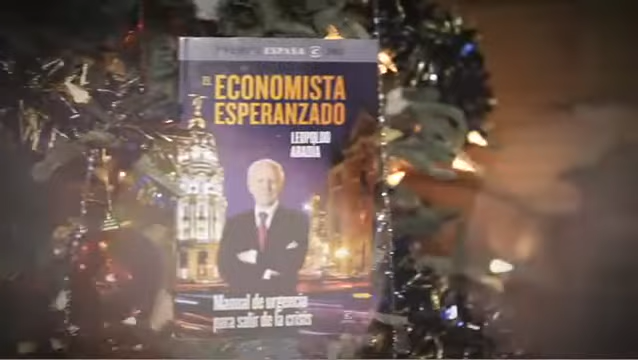 ESPASA
EL
ECONOMISTA
ESPERANZADO
LEOPOLDO
ABADÍA
Manual de urgencia
para salir de la crisis